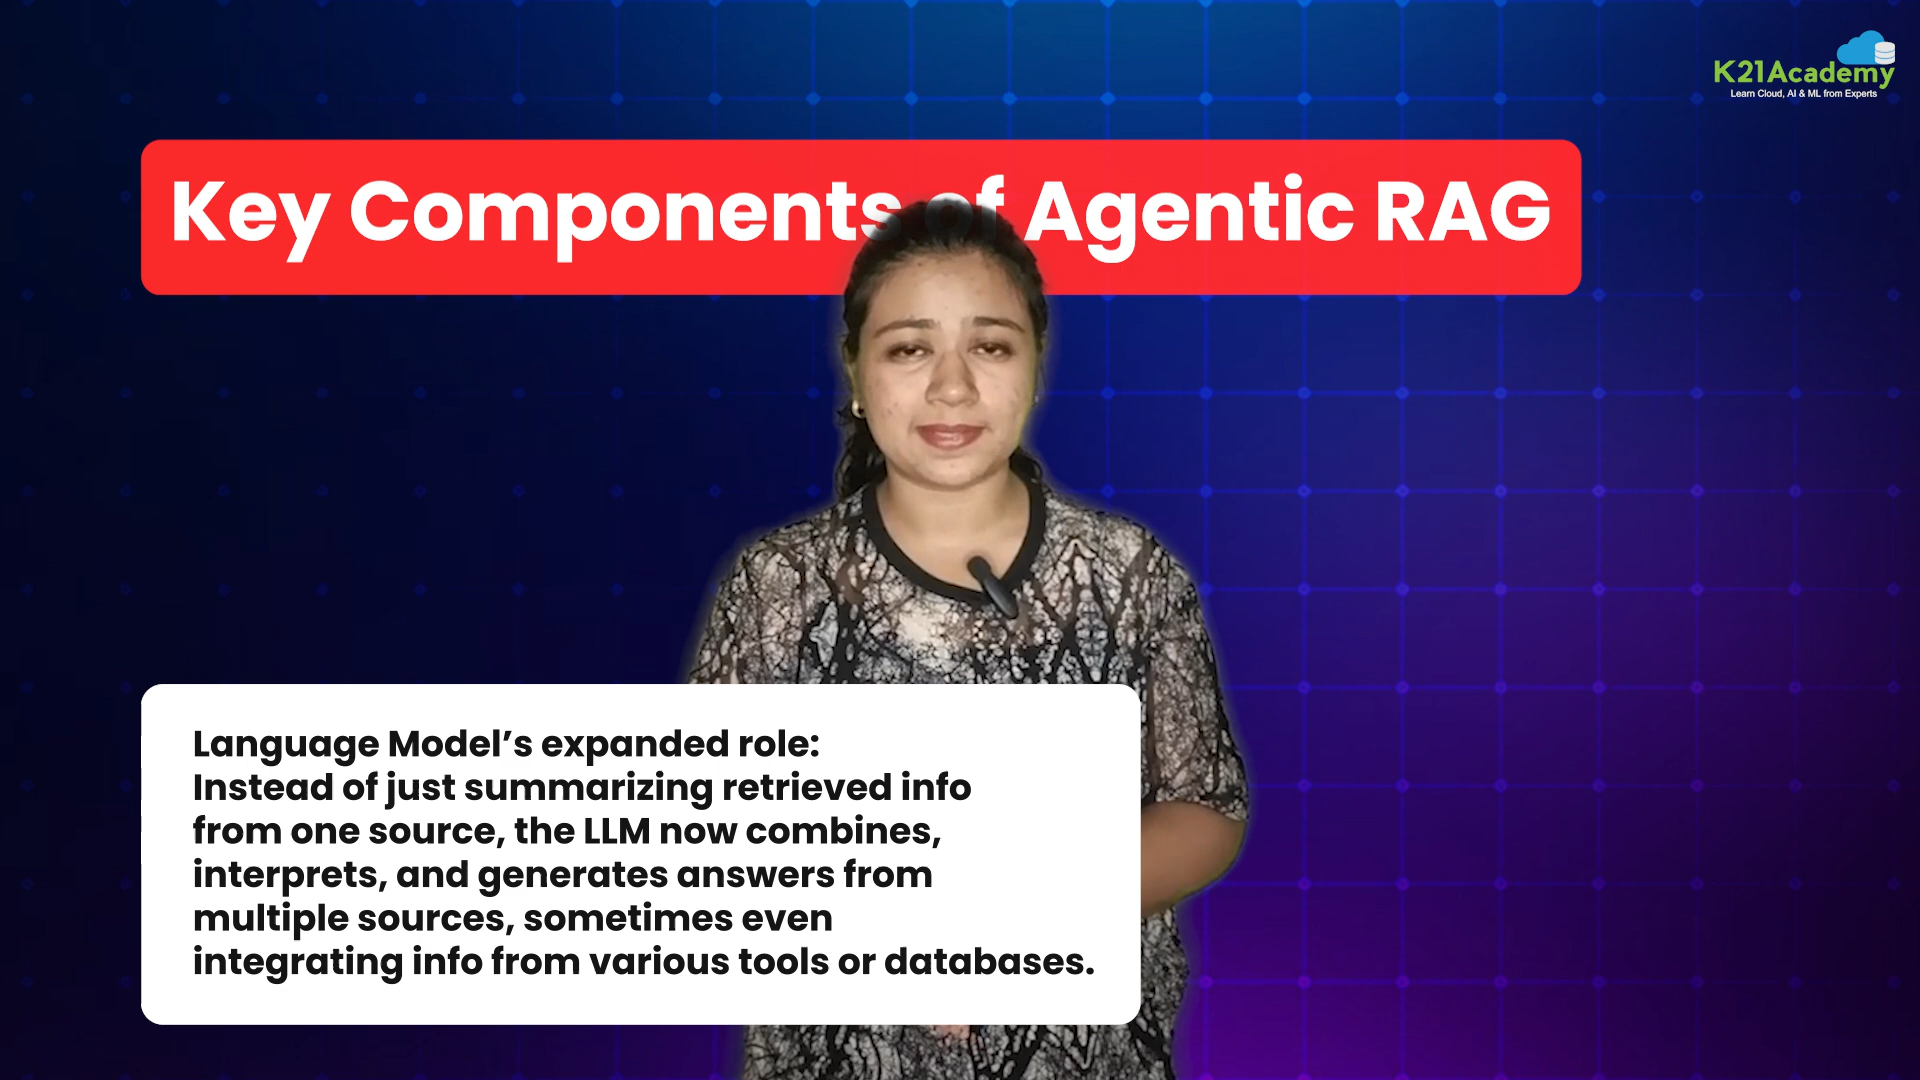 K21Academy
Learn Cloud, AI & ML from Experts
Key Components of Agentic RAG
Language Model’s expanded role:
Instead of just summarizing retrieved info
from one source, the LLM now combines,
interprets, and generates answers from
multiple sources, sometimes even
integrating info from various tools or databases.